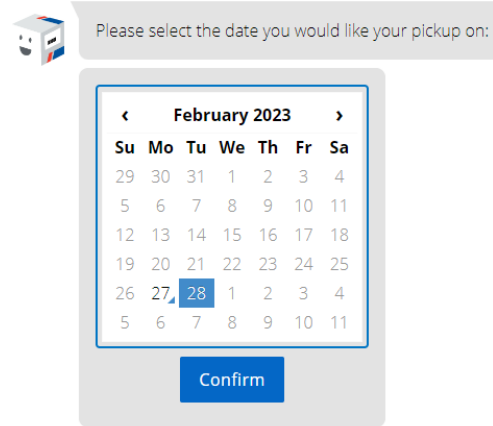 Please select the date you would like your pickup on:
‹ February 2023 ›
Su Mo Tu We Th Fr Sa
29 30 31 1 2 3 4
5 6 7 8 9 10 11
12 13 14 15 16 17 18
19 20 21 22 23 24 25
26 27 28 1 2 3 4
5 6 7 8 9 10 11
Confirm